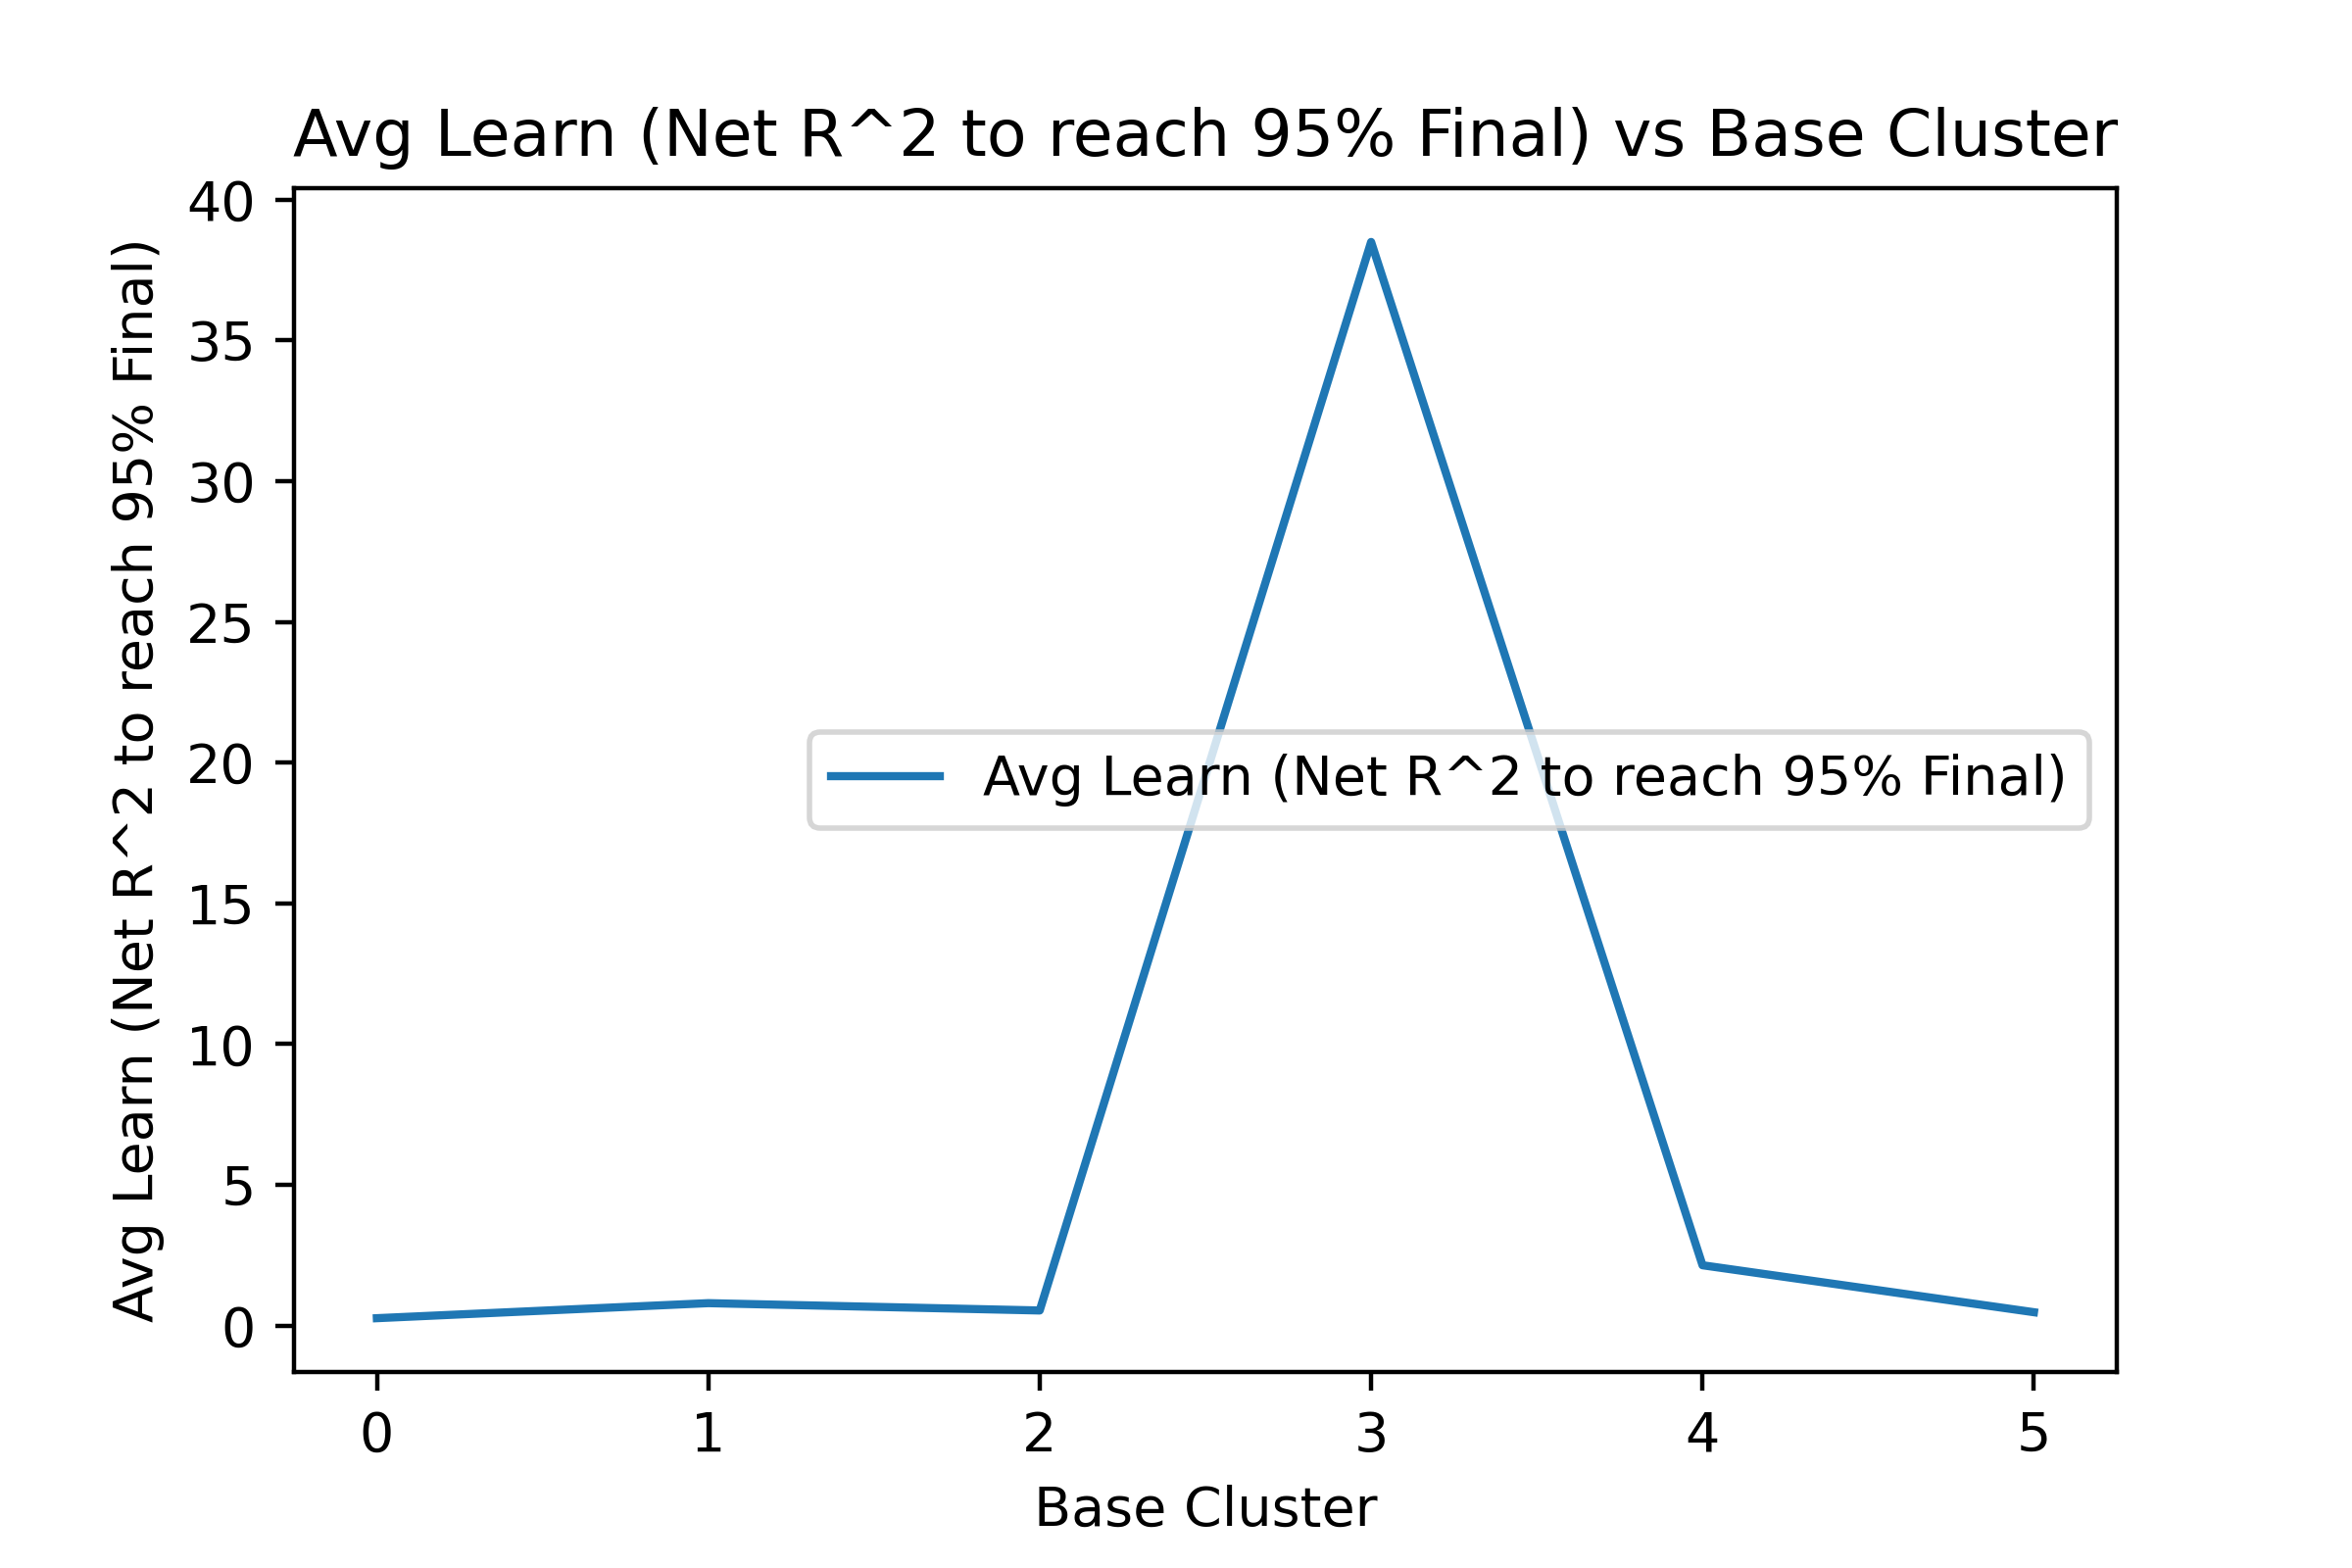 Avg Learn (Net R^2 to reach 95% Final) vs Base Cluster
Avg Learn (Net R^2 to reach 95% Final)
40
35
30
25
20
15
10
5
0
Avg Learn (Net R^2 to reach 95% Final)
0 1 2 3 4 5
Base Cluster